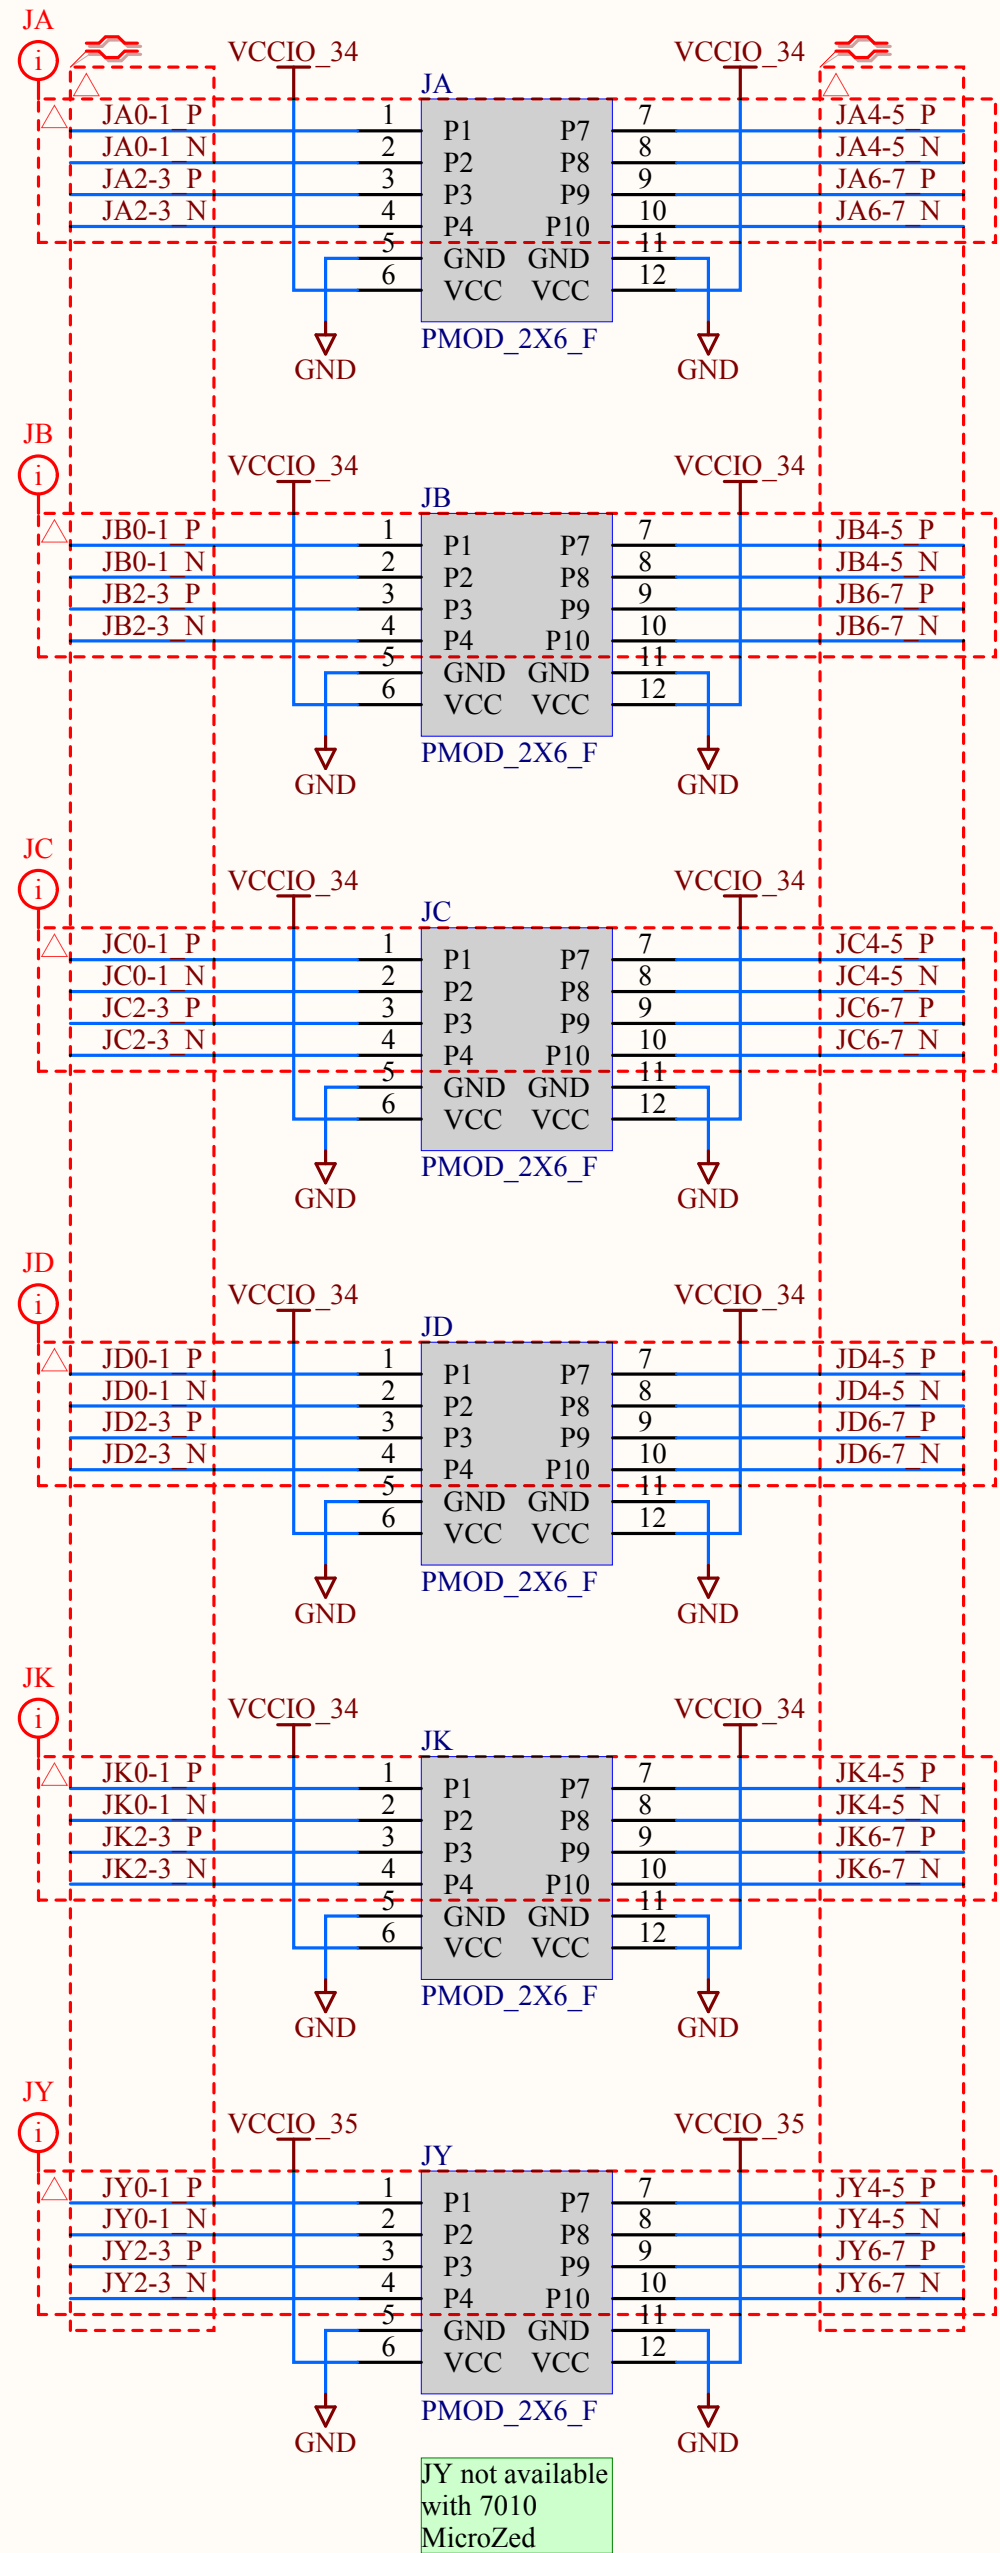 JA
i
VCCIO_34 VCCIO_34
JA
JA0-1_P 1 P1 P7 7 JA4-5_P
JA0-1_N 2 P2 P8 8 JA4-5_N
JA2-3_P 3 P3 P9 9 JA6-7_P
JA2-3_N 4 P4 P10 10 JA6-7_N
5 GND GND 11
6 VCC VCC 12
PMOD_2X6_F
GND GND
JB
i
VCCIO_34 VCCIO_34
JB
JB0-1_P 1 P1 P7 7 JB4-5_P
JB0-1_N 2 P2 P8 8 JB4-5_N
JB2-3_P 3 P3 P9 9 JB6-7_P
JB2-3_N 4 P4 P10 10 JB6-7_N
5 GND GND 11
6 VCC VCC 12
PMOD_2X6_F
GND GND
JC
i
VCCIO_34 VCCIO_34
JC
JC0-1_P 1 P1 P7 7 JC4-5_P
JC0-1_N 2 P2 P8 8 JC4-5_N
JC2-3_P 3 P3 P9 9 JC6-7_P
JC2-3_N 4 P4 P10 10 JC6-7_N
5 GND GND 11
6 VCC VCC 12
PMOD_2X6_F
GND GND
JD
i
VCCIO_34 VCCIO_34
JD
JD0-1_P 1 P1 P7 7 JD4-5_P
JD0-1_N 2 P2 P8 8 JD4-5_N
JD2-3_P 3 P3 P9 9 JD6-7_P
JD2-3_N 4 P4 P10 10 JD6-7_N
5 GND GND 11
6 VCC VCC 12
PMOD_2X6_F
GND GND
JK
i
VCCIO_34 VCCIO_34
JK
JK0-1_P 1 P1 P7 7 JK4-5_P
JK0-1_N 2 P2 P8 8 JK4-5_N
JK2-3_P 3 P3 P9 9 JK6-7_P
JK2-3_N 4 P4 P10 10 JK6-7_N
5 GND GND 11
6 VCC VCC 12
PMOD_2X6_F
GND GND
JY
i
VCCIO_35 VCCIO_35
JY
JY0-1_P 1 P1 P7 7 JY4-5_P
JY0-1_N 2 P2 P8 8 JY4-5_N
JY2-3_P 3 P3 P9 9 JY6-7_P
JY2-3_N 4 P4 P10 10 JY6-7_N
5 GND GND 11
6 VCC VCC 12
PMOD_2X6_F
GND GND
JY not available
with 7010
MicroZed